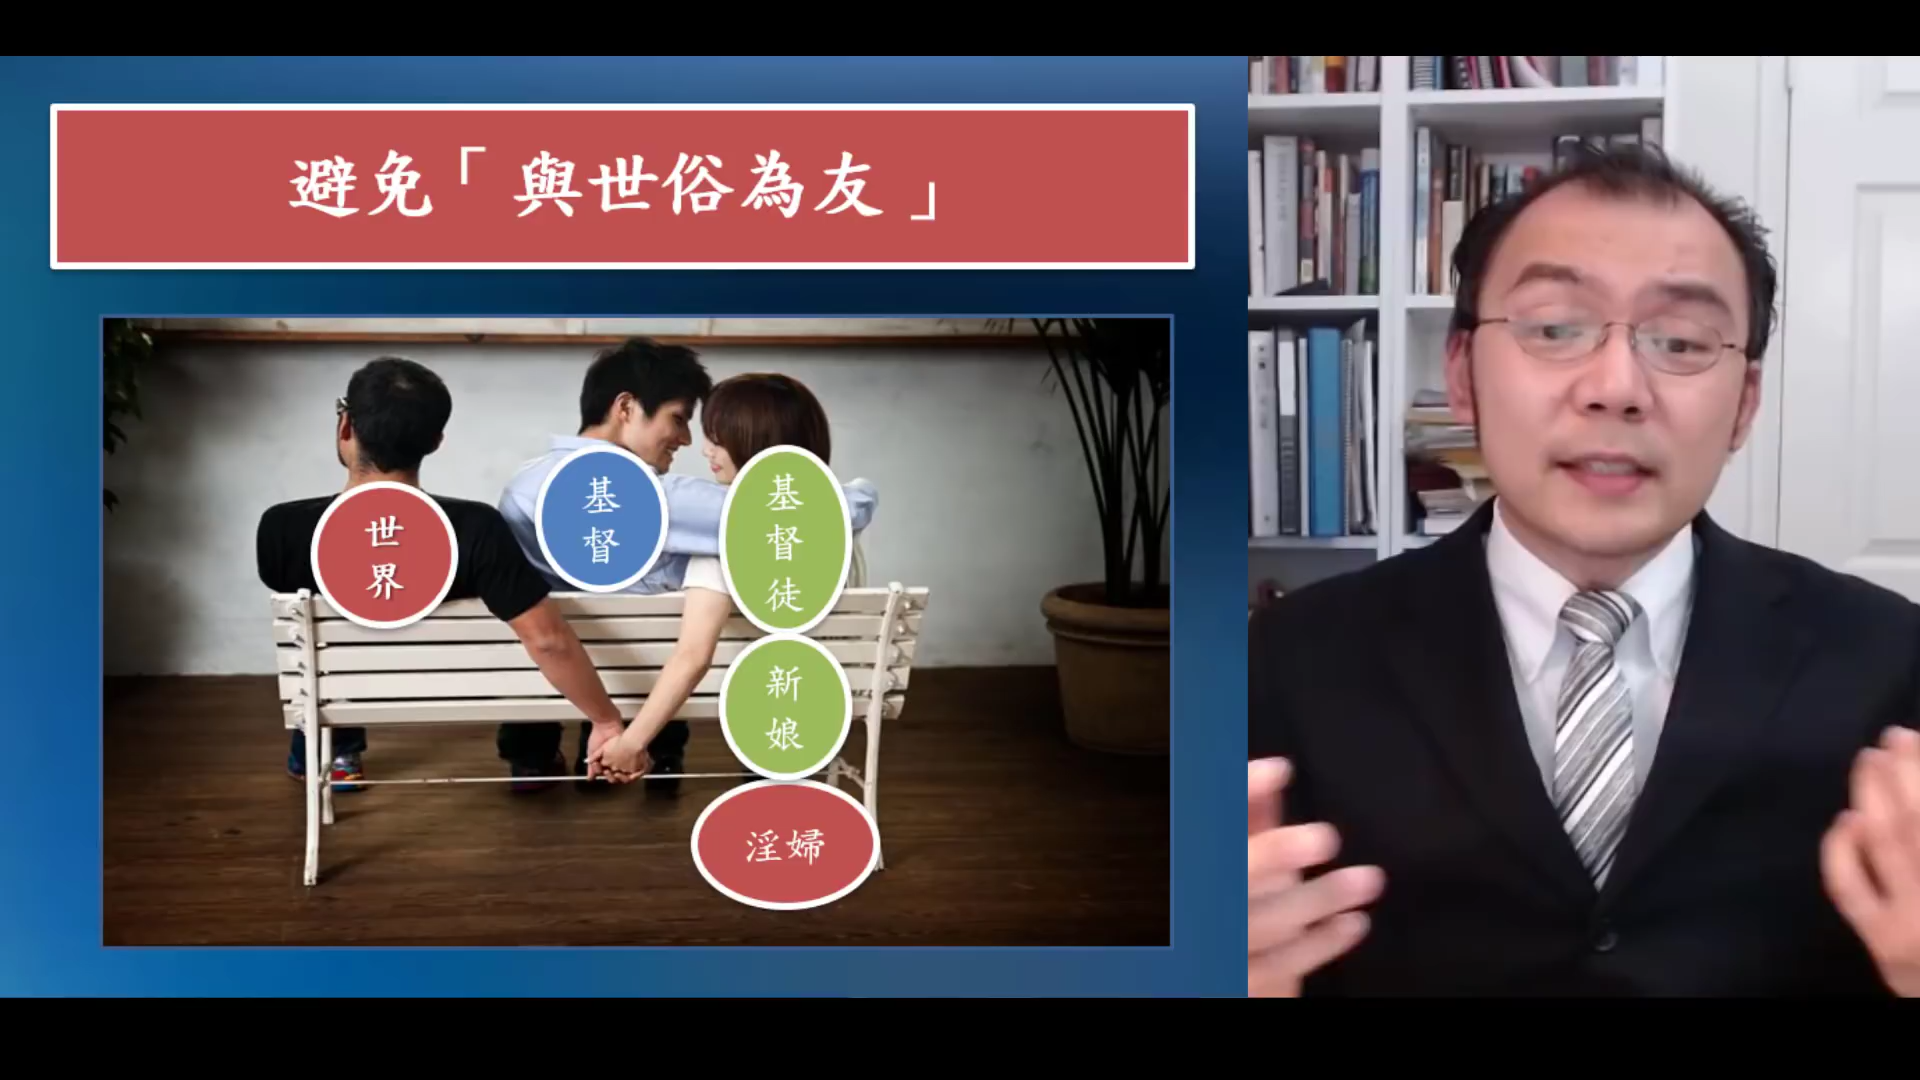 避免「與世俗為友」
世界
基督
基督徒
新娘
淫婦